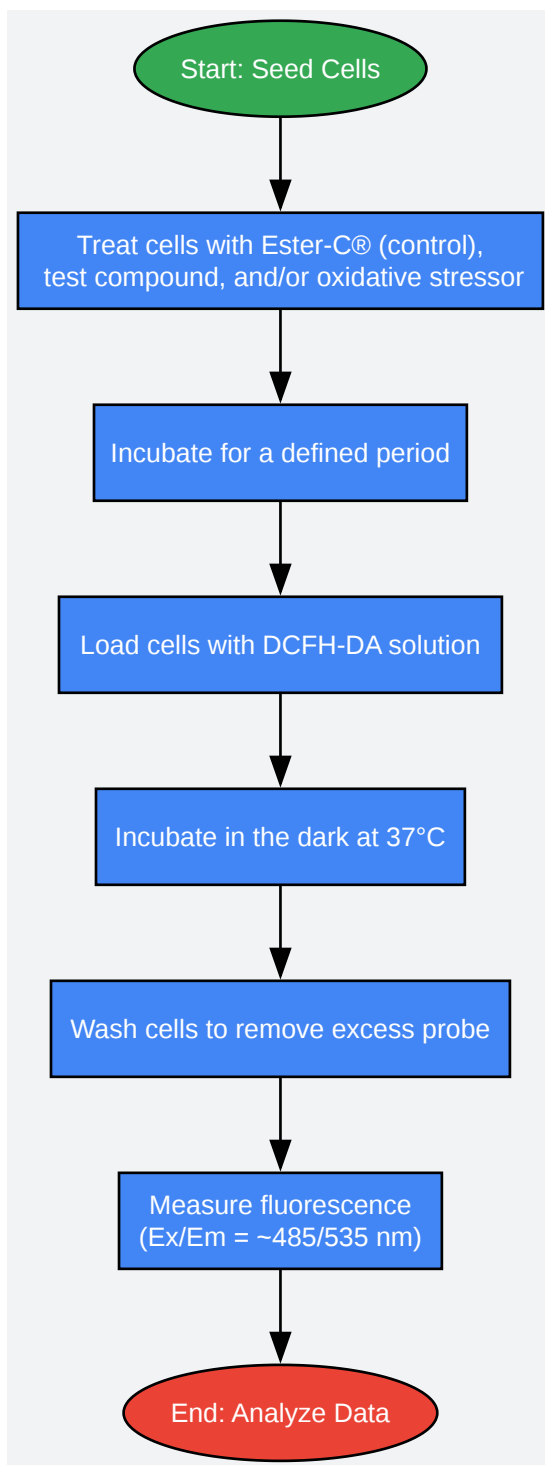 Start: Seed Cells
Treat cells with Ester-C® (control),
test compound, and/or oxidative stressor
Incubate for a defined period
Load cells with DCFH-DA solution
Incubate in the dark at 37°C
Wash cells to remove excess probe
Measure fluorescence
(Ex/Em = ~485/535 nm)
End: Analyze Data